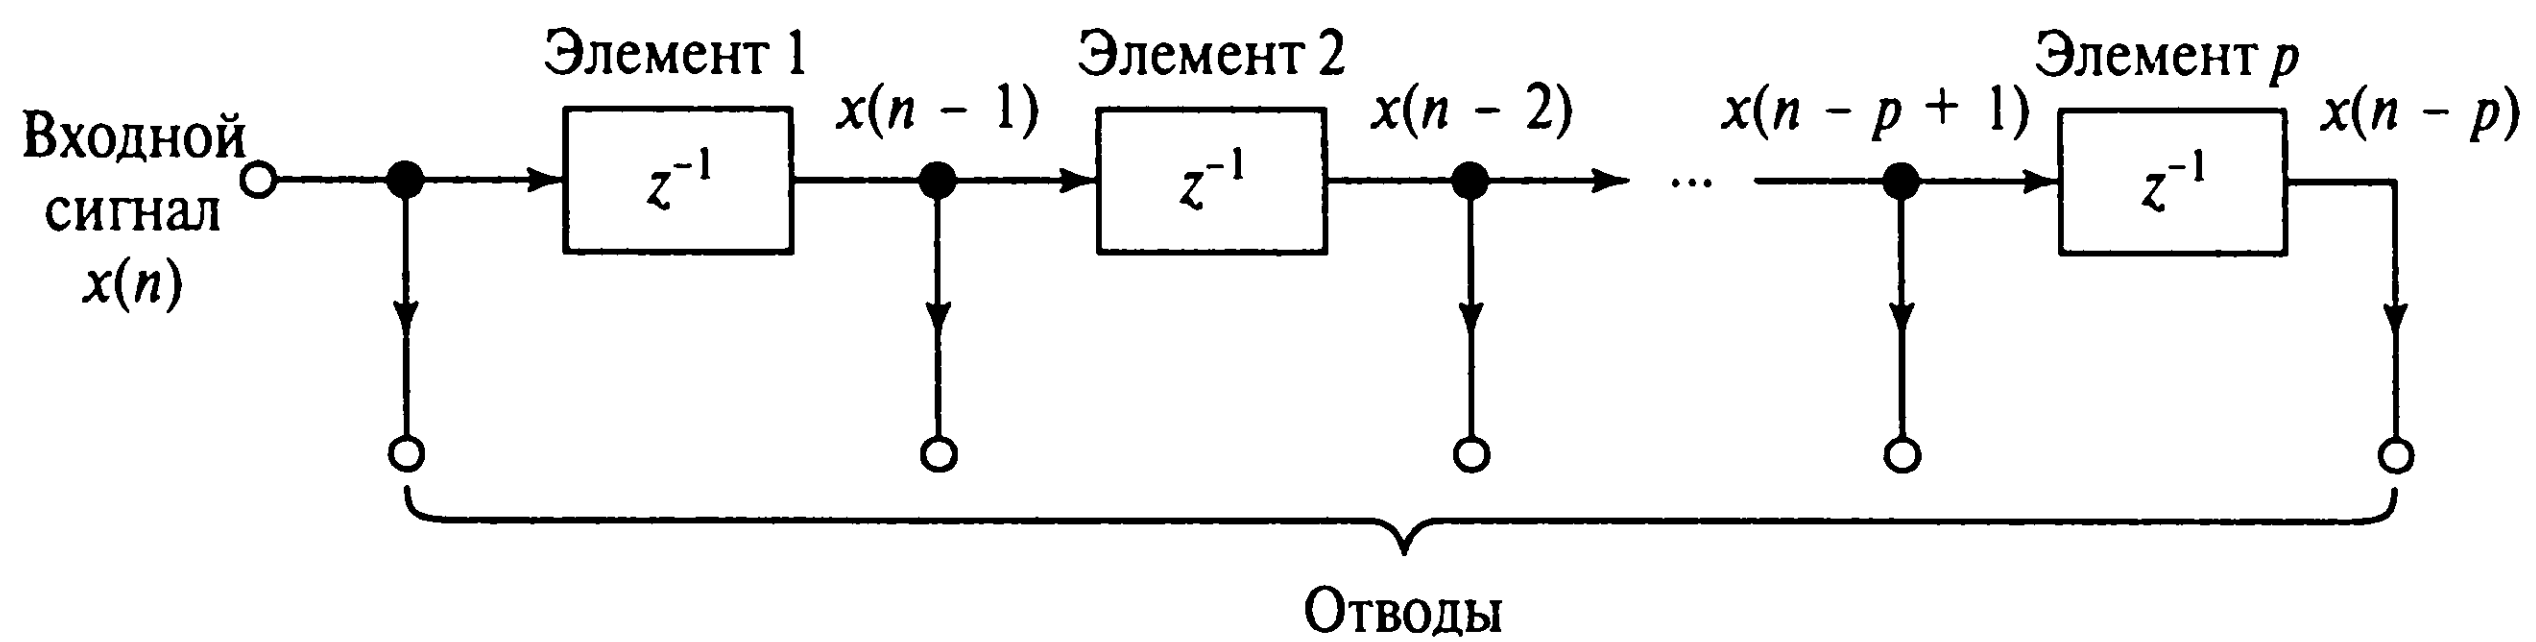 Элемент 1
Элемент 2
Элемент p
Входной
сигнал
x(n)
x(n – 1)
x(n – 2)
x(n – p + 1)
x(n – p)
z⁻¹
z⁻¹
...
z⁻¹
Отводы